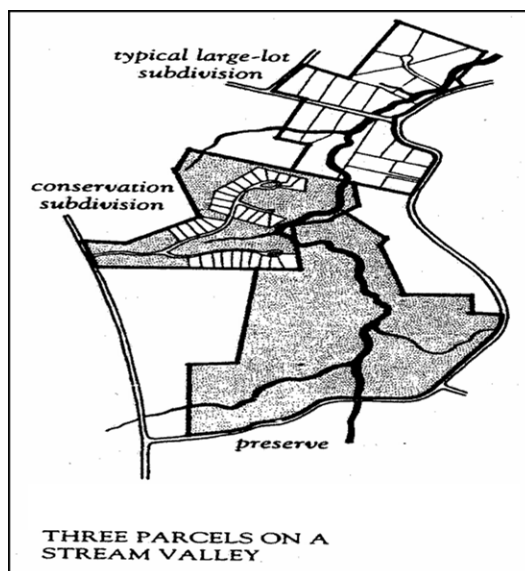 typical large-lot
subdivision
conservation
subdivision
preserve
THREE PARCELS ON A
STREAM VALLEY